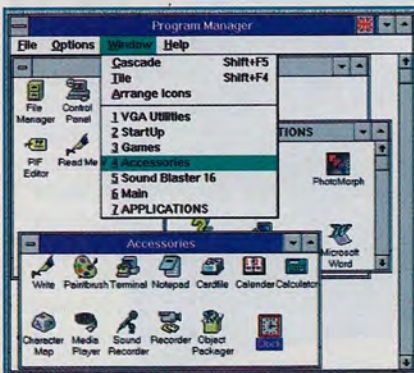 Program Manager
File Options Window Help
Cascade Shift+F5
Tile Shift+F4
Arrange Icons
1 VGA Utilities
2 StartUp
3 Games
4 Accessories
5 Sound Blaster 16
6 Main
7 APPLICATIONS
File Manager
Control Panel
PIF Editor
Read Me
TIONS
PhotoMorph
Microsoft Word
Accessories
Write Paintbrush Terminal Notepad Cardfile Calendar Calculator
Character Map
Media Player
Sound Recorder
Recorder
Object Packager
Clock